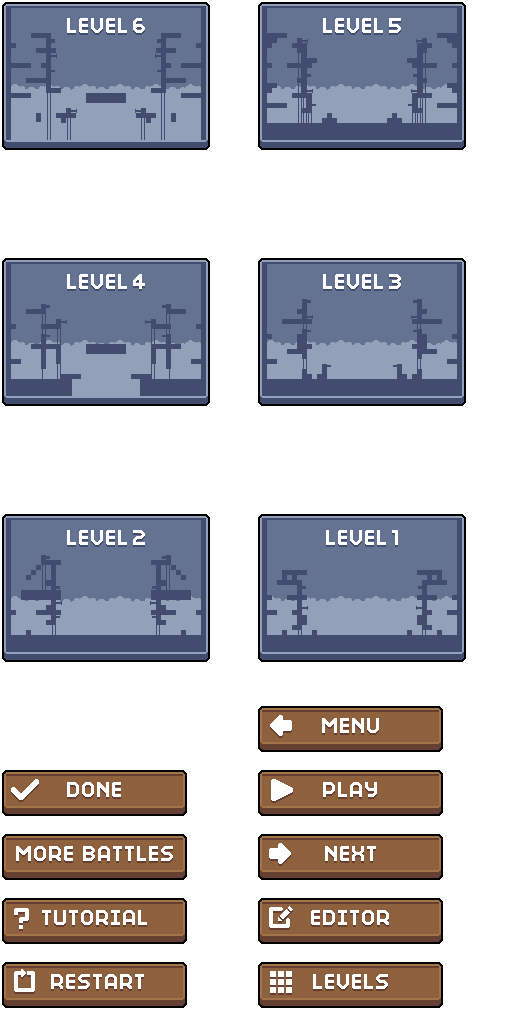 LEVEL 6
LEVEL 5
LEVEL 4
LEVEL 3
LEVEL 2
LEVEL 1
MENU
DONE
PLAY
MORE BATTLES
NEXT
? TUTORIAL
EDITOR
RESTART
LEVELS